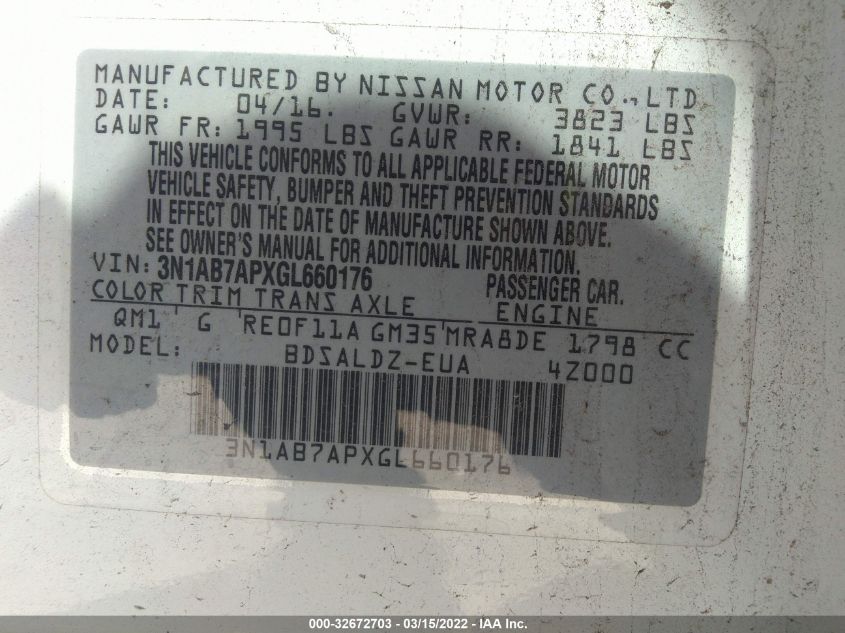 MANUFACTURED BY NISSAN MOTOR CO., LTD
DATE: 04/16. GVWR: 3823 LBS
GAWR FR: 1995 LBS GAWR RR: 1841 LBS
THIS VEHICLE CONFORMS TO ALL APPLICABLE FEDERAL MOTOR
VEHICLE SAFETY, BUMPER AND THEFT PREVENTION STANDARDS
IN EFFECT ON THE DATE OF MANUFACTURE SHOWN ABOVE.
SEE OWNER'S MANUAL FOR ADDITIONAL INFORMATION.
VIN: 3N1AB7APXGL660176 PASSENGER CAR.
COLOR TRIM TRANS AXLE ENGINE
QM1 G RE0F11A GM35 MRA8DE 1798 CC
MODEL: BDSALDZ-EUA 4Z000
3N1AB7APXGL660176
000-32672703 - 03/15/2022 - IAA Inc.